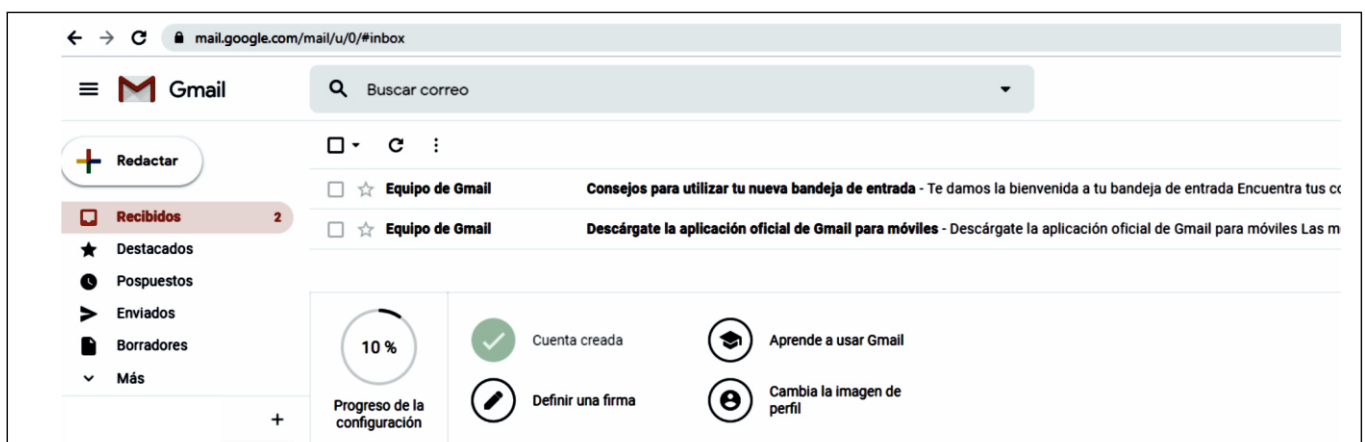 mail.google.com/mail/u/0/#inbox
Gmail
Buscar correo
Redactar
Recibidos 2
Destacados
Pospuestos
Enviados
Borradores
Más
+
Equipo de Gmail Consejos para utilizar tu nueva bandeja de entrada - Te damos la bienvenida a tu bandeja de entrada Encuentra tus co
Equipo de Gmail Descárgate la aplicación oficial de Gmail para móviles - Descárgate la aplicación oficial de Gmail para móviles Las m
10 %
Progreso de la
configuración
Cuenta creada
Definir una firma
Aprende a usar Gmail
Cambia la imagen de
perfil